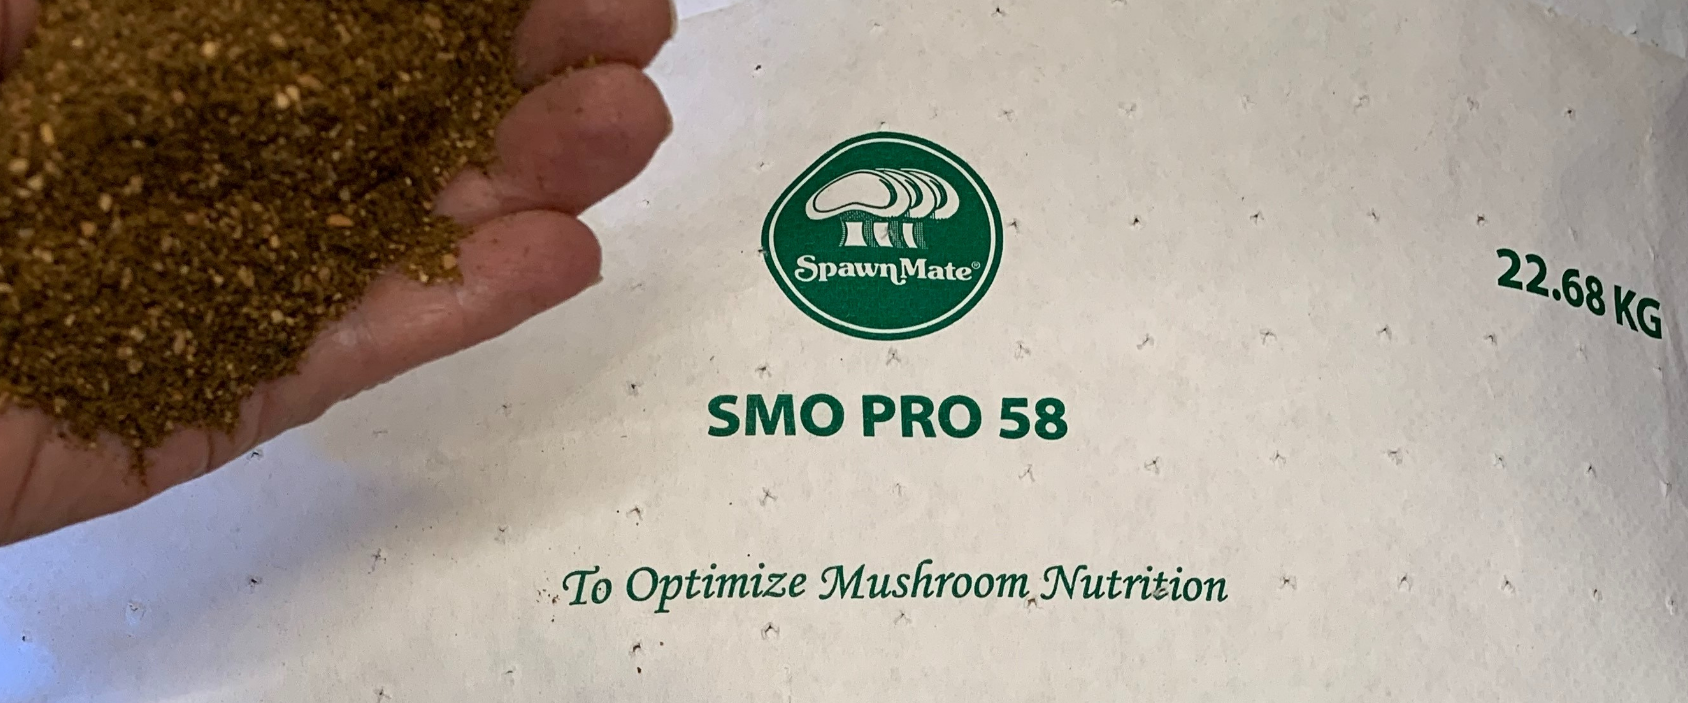 SpawnMate®
22.68 KG
SMO PRO 58
To Optimize Mushroom Nutrition